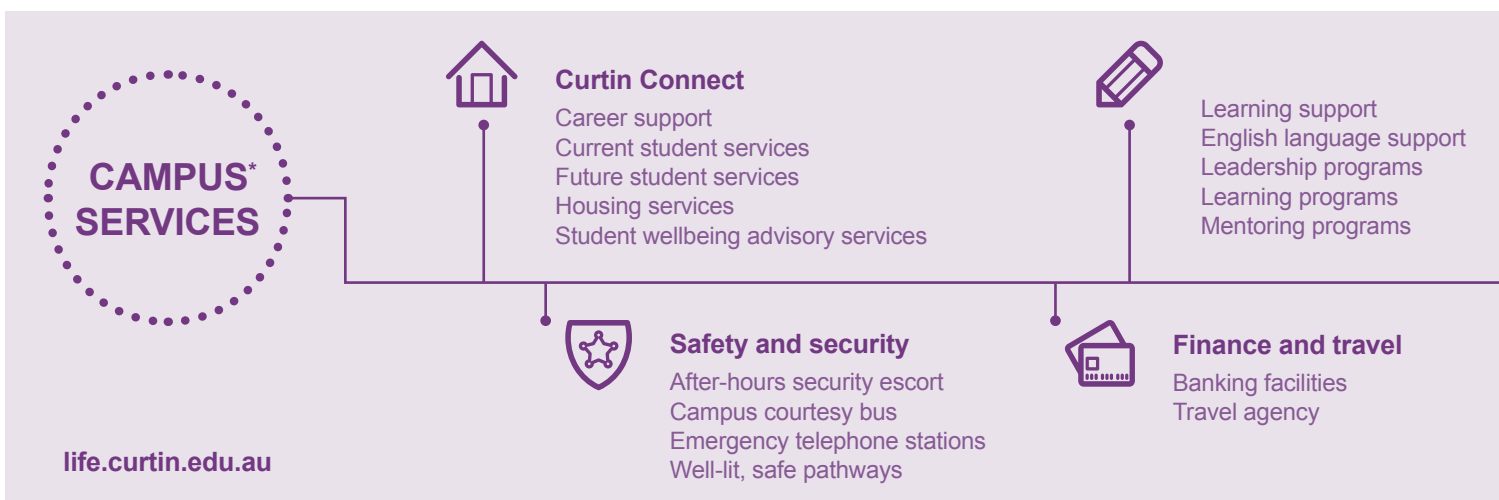 CAMPUS*
SERVICES
life.curtin.edu.au
Curtin Connect
Career support
Current student services
Future student services
Housing services
Student wellbeing advisory services
Learning support
English language support
Leadership programs
Learning programs
Mentoring programs
Safety and security
After-hours security escort
Campus courtesy bus
Emergency telephone stations
Well-lit, safe pathways
Finance and travel
Banking facilities
Travel agency